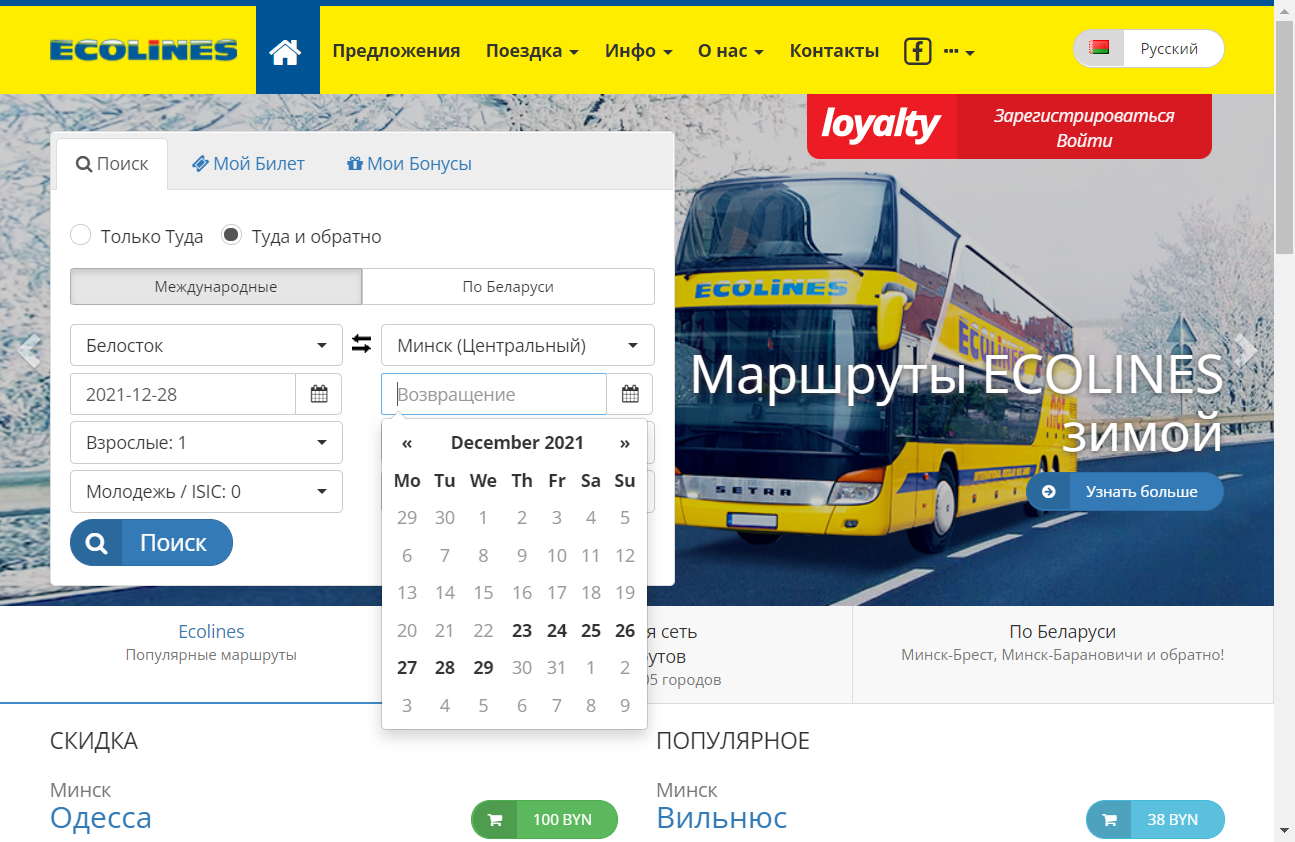 ECOLINES
Предложения
Поездка
Инфо
О нас
Контакты
Русский
loyalty
Зарегистрироваться
Войти
Поиск
Мой Билет
Мои Бонусы
Только Туда
Туда и обратно
Международные
По Беларуси
Белосток
Минск (Центральный)
2021-12-28
Возвращение
Взрослые: 1
Молодежь / ISIC: 0
Поиск
« December 2021 »
Mo Tu We Th Fr Sa Su
29 30 1 2 3 4 5
6 7 8 9 10 11 12
13 14 15 16 17 18 19
20 21 22 23 24 25 26
27 28 29 30 31 1 2
3 4 5 6 7 8 9
ECOLINES
ECOLINES
SETRA
Маршруты ECOLINES
зимой
Узнать больше
Ecolines
Популярные маршруты
я сеть
утов
05 городов
По Беларуси
Минск-Брест, Минск-Барановичи и обратно!
СКИДКА
Минск
Одесса
100 BYN
ПОПУЛЯРНОЕ
Минск
Вильнюс
38 BYN